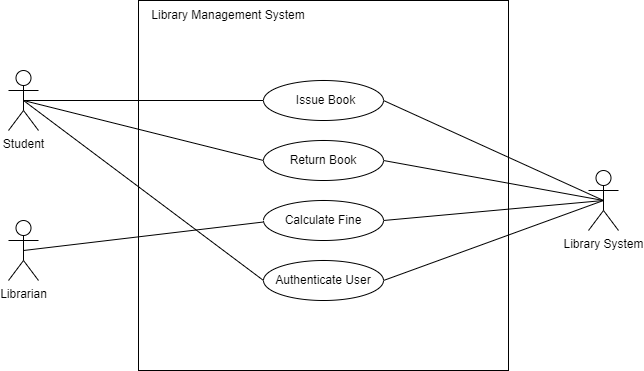 Library Management System
Issue Book
Student
Return Book
Calculate Fine
Library System
Authenticate User
Librarian